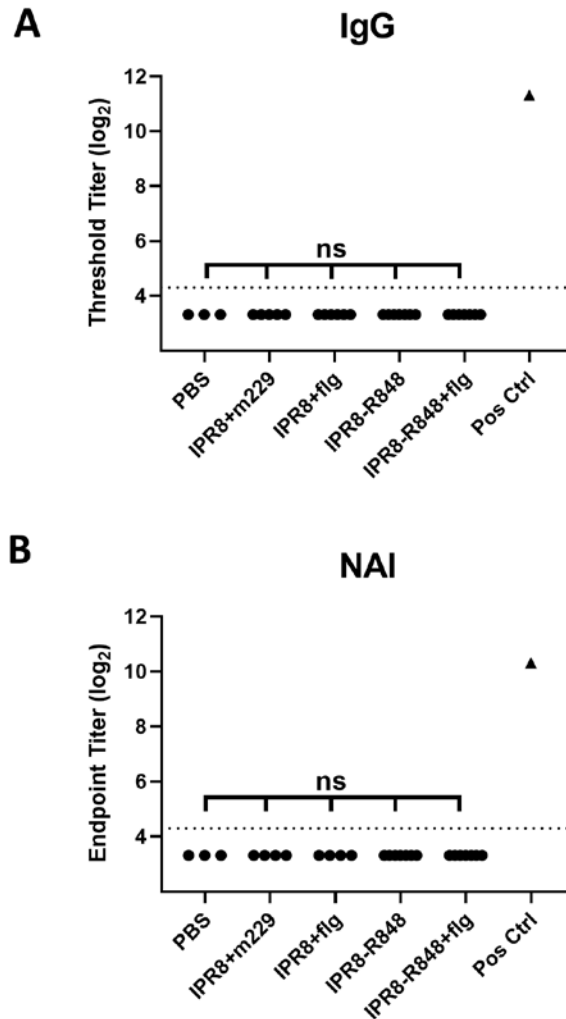 A
IgG
Threshold Titer (log2)
12
10
8
6
4
ns
PBS
IPR8+m229
IPR8+flg
IPR8-R848
IPR8-R848+flg
Pos Ctrl
B
NAI
Endpoint Titer (log2)
12
10
8
6
4
ns
PBS
IPR8+m229
IPR8+flg
IPR8-R848
IPR8-R848+flg
Pos Ctrl